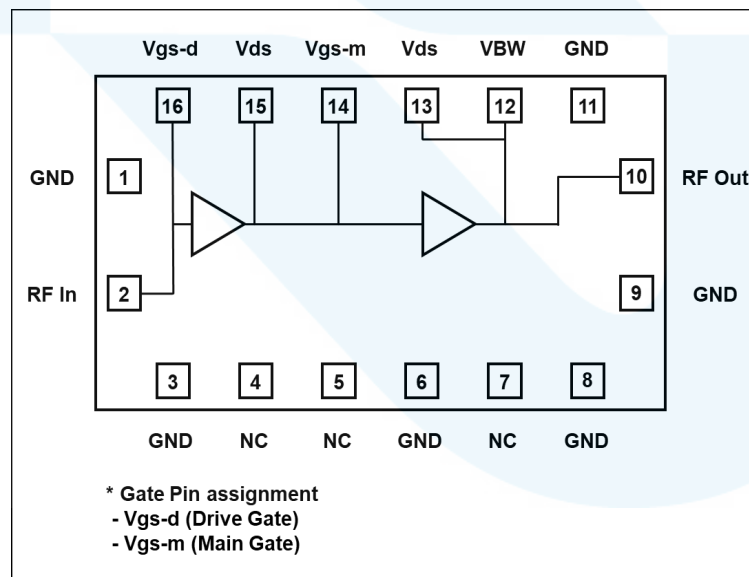 Vgs-d Vds Vgs-m Vds VBW GND
16 15 14 13 12 11
GND 1 10 RF Out
RF In 2 9 GND
3 4 5 6 7 8
GND NC NC GND NC GND
* Gate Pin assignment
- Vgs-d (Drive Gate)
- Vgs-m (Main Gate)